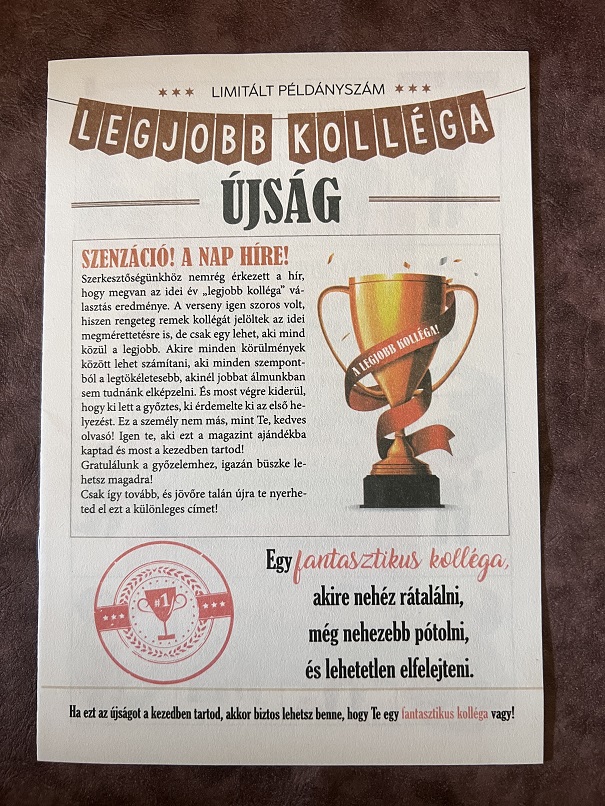 LIMITÁLT PÉLDÁNYSZÁM
LEGJOBB KOLLÉGA
ÚJSÁG
SZENZÁCIÓ! A NAP HÍRE!
Szerkesztőségünkhöz nemrég érkezett a hír,
hogy megvan az idei év „legjobb kolléga” vá-
lasztás eredménye. A verseny igen szoros volt,
hiszen rengeteg remek kollégát jelöltek az idei
megmérettetésre is, de csak egy lehet, aki mind
közül a legjobb. Akire minden körülmények
között lehet számítani, aki minden szempont-
ból a legtökéletesebb, akinél jobbat álmunkban
sem tudnánk elképzelni. És most végre kiderül,
hogy ki lett a győztes, ki érdemelte ki az első he-
lyezést. Ez a személy nem más, mint Te, kedves
olvasó! Igen te, aki ezt a magazint ajándékba
kaptad és most a kezedben tartod!
Gratulálunk a győzelemhez, igazán büszke le-
hetsz magadra!
Csak így tovább, és jövőre talán újra te nyerhe-
ted el ezt a különleges címet!
A LEGJOBB KOLLÉGA!
#1
Egy fantasztikus kolléga,
akire nehéz rátalálni,
még nehezebb pótolni,
és lehetetlen elfelejteni.
Ha ezt az újságot a kezedben tartod, akkor biztos lehetsz benne, hogy Te egy fantasztikus kolléga vagy!